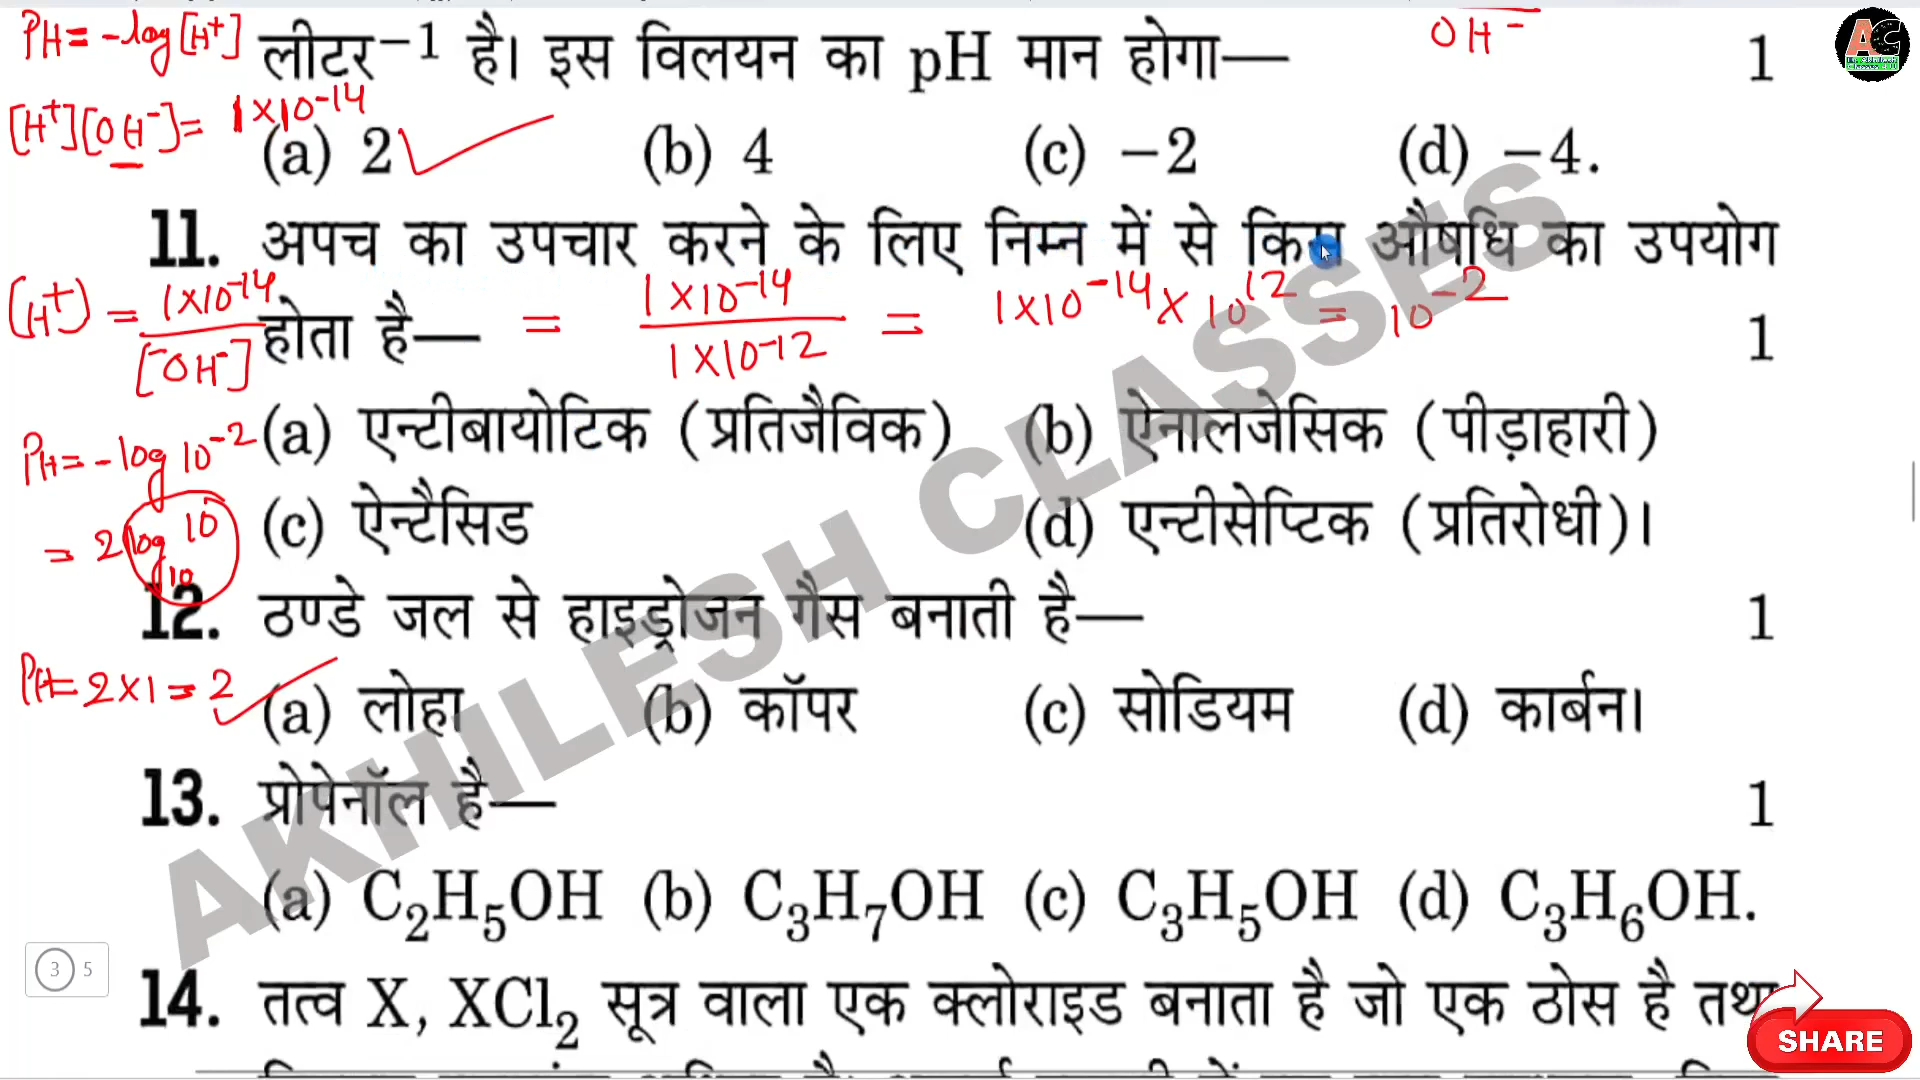 PH = -log[H⁺] लीटर⁻¹ है। इस विलयन का pH मान होगा— OH⁻ 1
[H⁺][OH⁻] = 1×10⁻¹⁴
(a) 2 (b) 4 (c) −2 (d) −4.
11. अपच का उपचार करने के लिए निम्न में से किस औषधि का उपयोग
होता है— 1
[H⁺] = 1×10⁻¹⁴ / [OH⁻] = 1×10⁻¹⁴ / 1×10⁻¹² = 1×10⁻¹⁴ × 10¹² = 10⁻²
(a) एन्टीबायोटिक (प्रतिजैविक) (b) ऐनालजेसिक (पीड़ाहारी)
PH = -log 10⁻²
(c) ऐन्टैसिड (d) एन्टीसेप्टिक (प्रतिरोधी)।
= 2 log₁₀ 10
12. ठण्डे जल से हाइड्रोजन गैस बनाती है— 1
PH = 2×1 = 2
(a) लोहा (b) कॉपर (c) सोडियम (d) कार्बन।
13. प्रोपेनॉल है— 1
(a) C₂H₅OH (b) C₃H₇OH (c) C₃H₅OH (d) C₃H₆OH.
14. तत्व X, XCl₂ सूत्र वाला एक क्लोराइड बनाता है जो एक ठोस है तथा
AKHILESH CLASSES
AC
3 5
SHARE